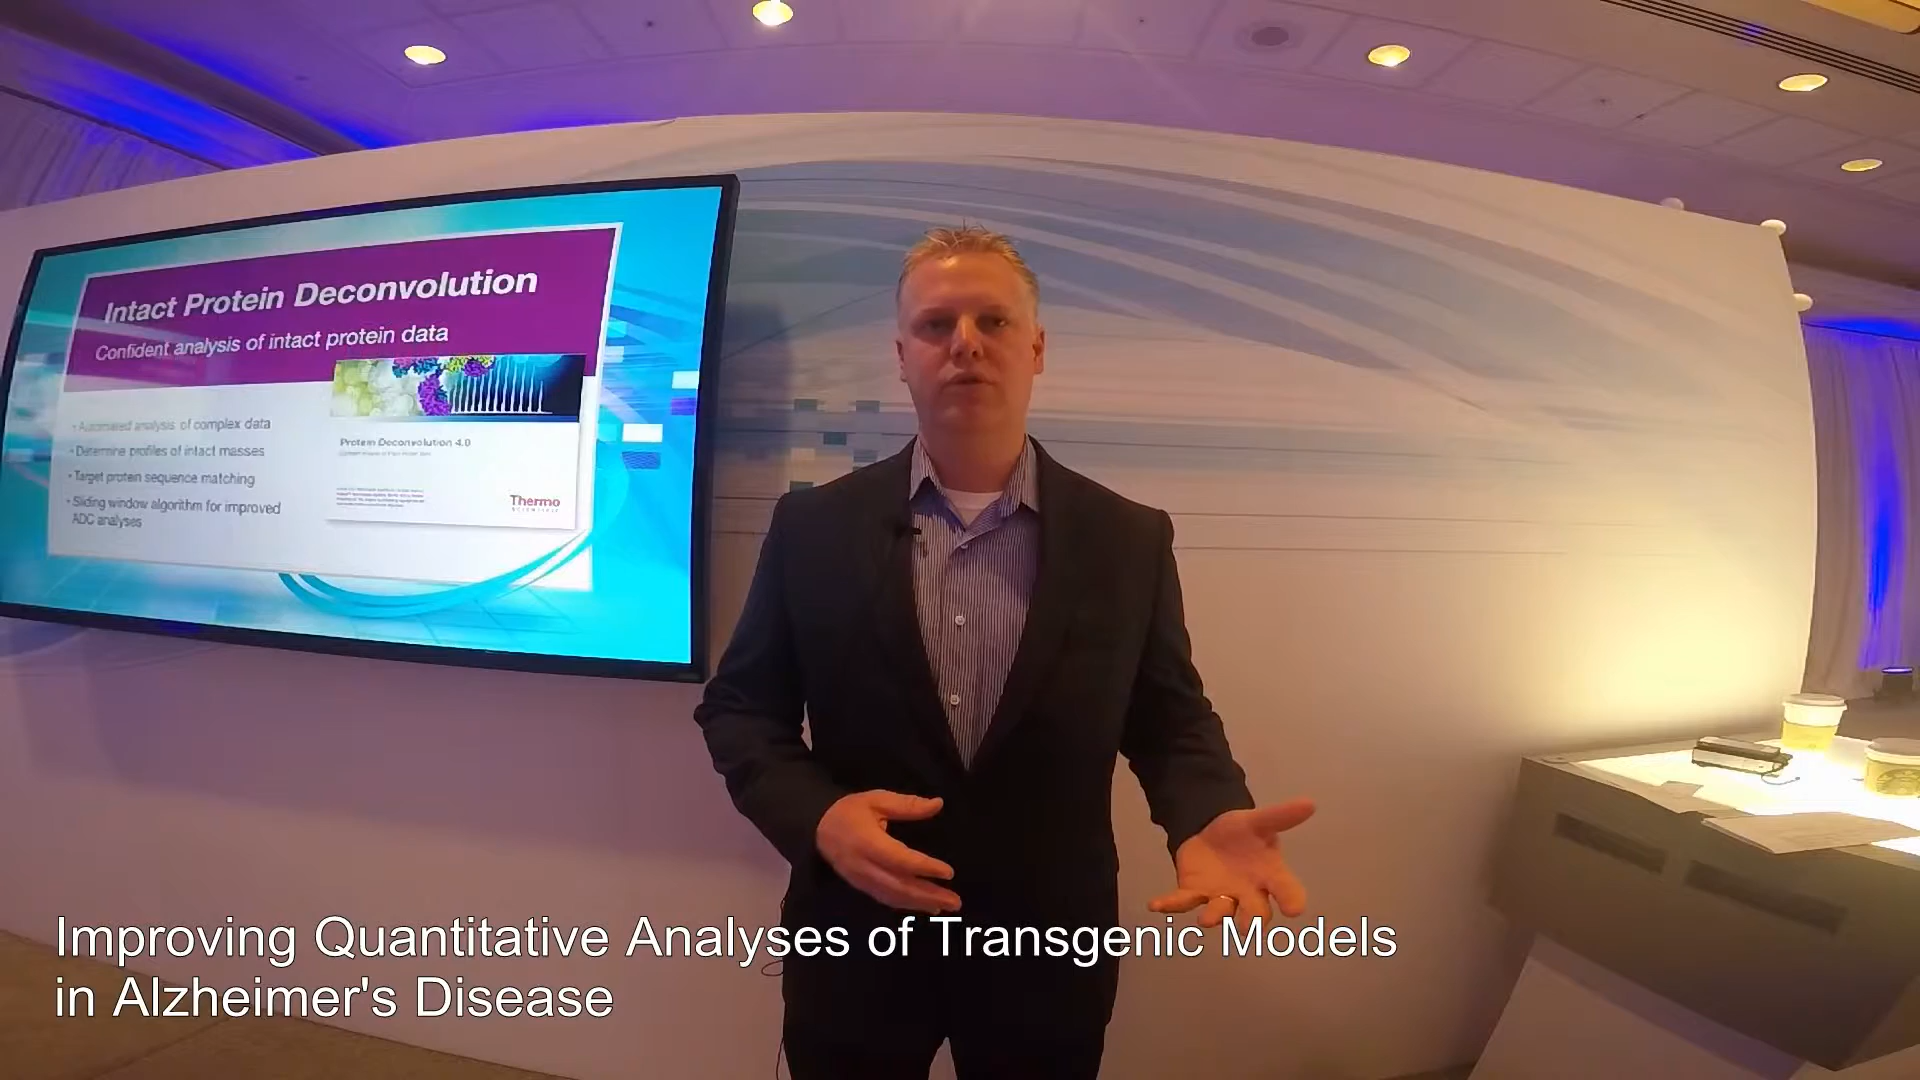 Intact Protein Deconvolution
Confident analysis of intact protein data
• Automated analysis of complex data
• Determine profiles of intact masses
• Target protein sequence matching
• Sliding window algorithm for improved
ADC analyses
Protein Deconvolution 4.0
Thermo
SCIENTIFIC
Improving Quantitative Analyses of Transgenic Models
in Alzheimer's Disease